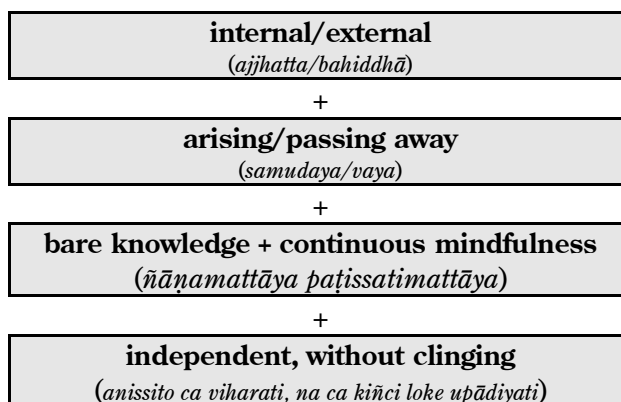 internal/external
(ajjhatta/bahiddhā)
+
arising/passing away
(samudaya/vaya)
+
bare knowledge + continuous mindfulness
(ñāṇamattāya paṭissatimattāya)
+
independent, without clinging
(anissito ca viharati, na ca kiñci loke upādiyati)